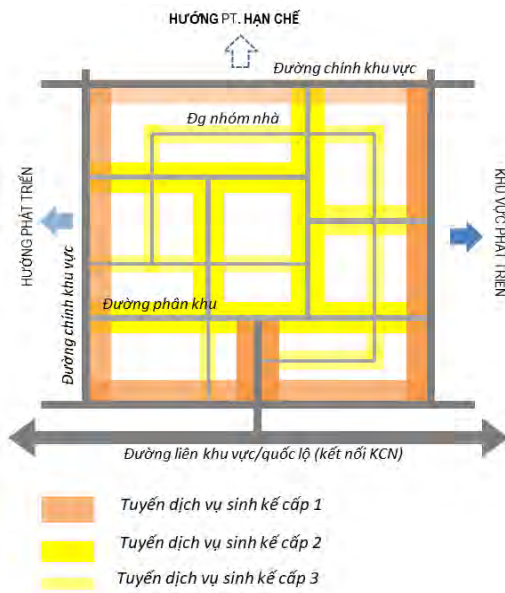 HƯỚNG PT. HẠN CHẾ
Đường chính khu vực
Đg nhóm nhà
HƯỚNG PHÁT TRIỂN
KHU VỰC PHÁT TRIỂN
Đường chính khu vực
Đường phân khu
Đường liên khu vực/quốc lộ (kết nối KCN)
Tuyến dịch vụ sinh kế cấp 1
Tuyến dịch vụ sinh kế cấp 2
Tuyến dịch vụ sinh kế cấp 3